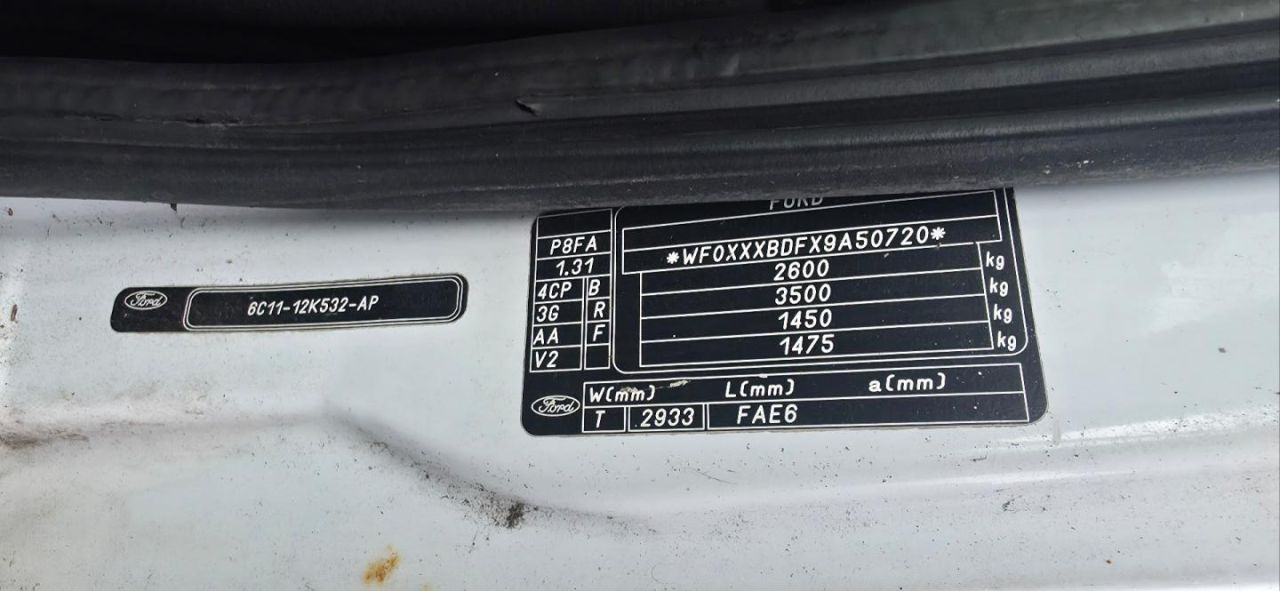 Ford 6C11-12K532-AP
FORD
P8FA
1.31
4CP B
3G R
AA F
V2
*WF0XXXBDFX9A50720*
2600 kg
3500 kg
1450 kg
1475 kg
Ford
W(mm) L(mm) a(mm)
T 2933 FAE6